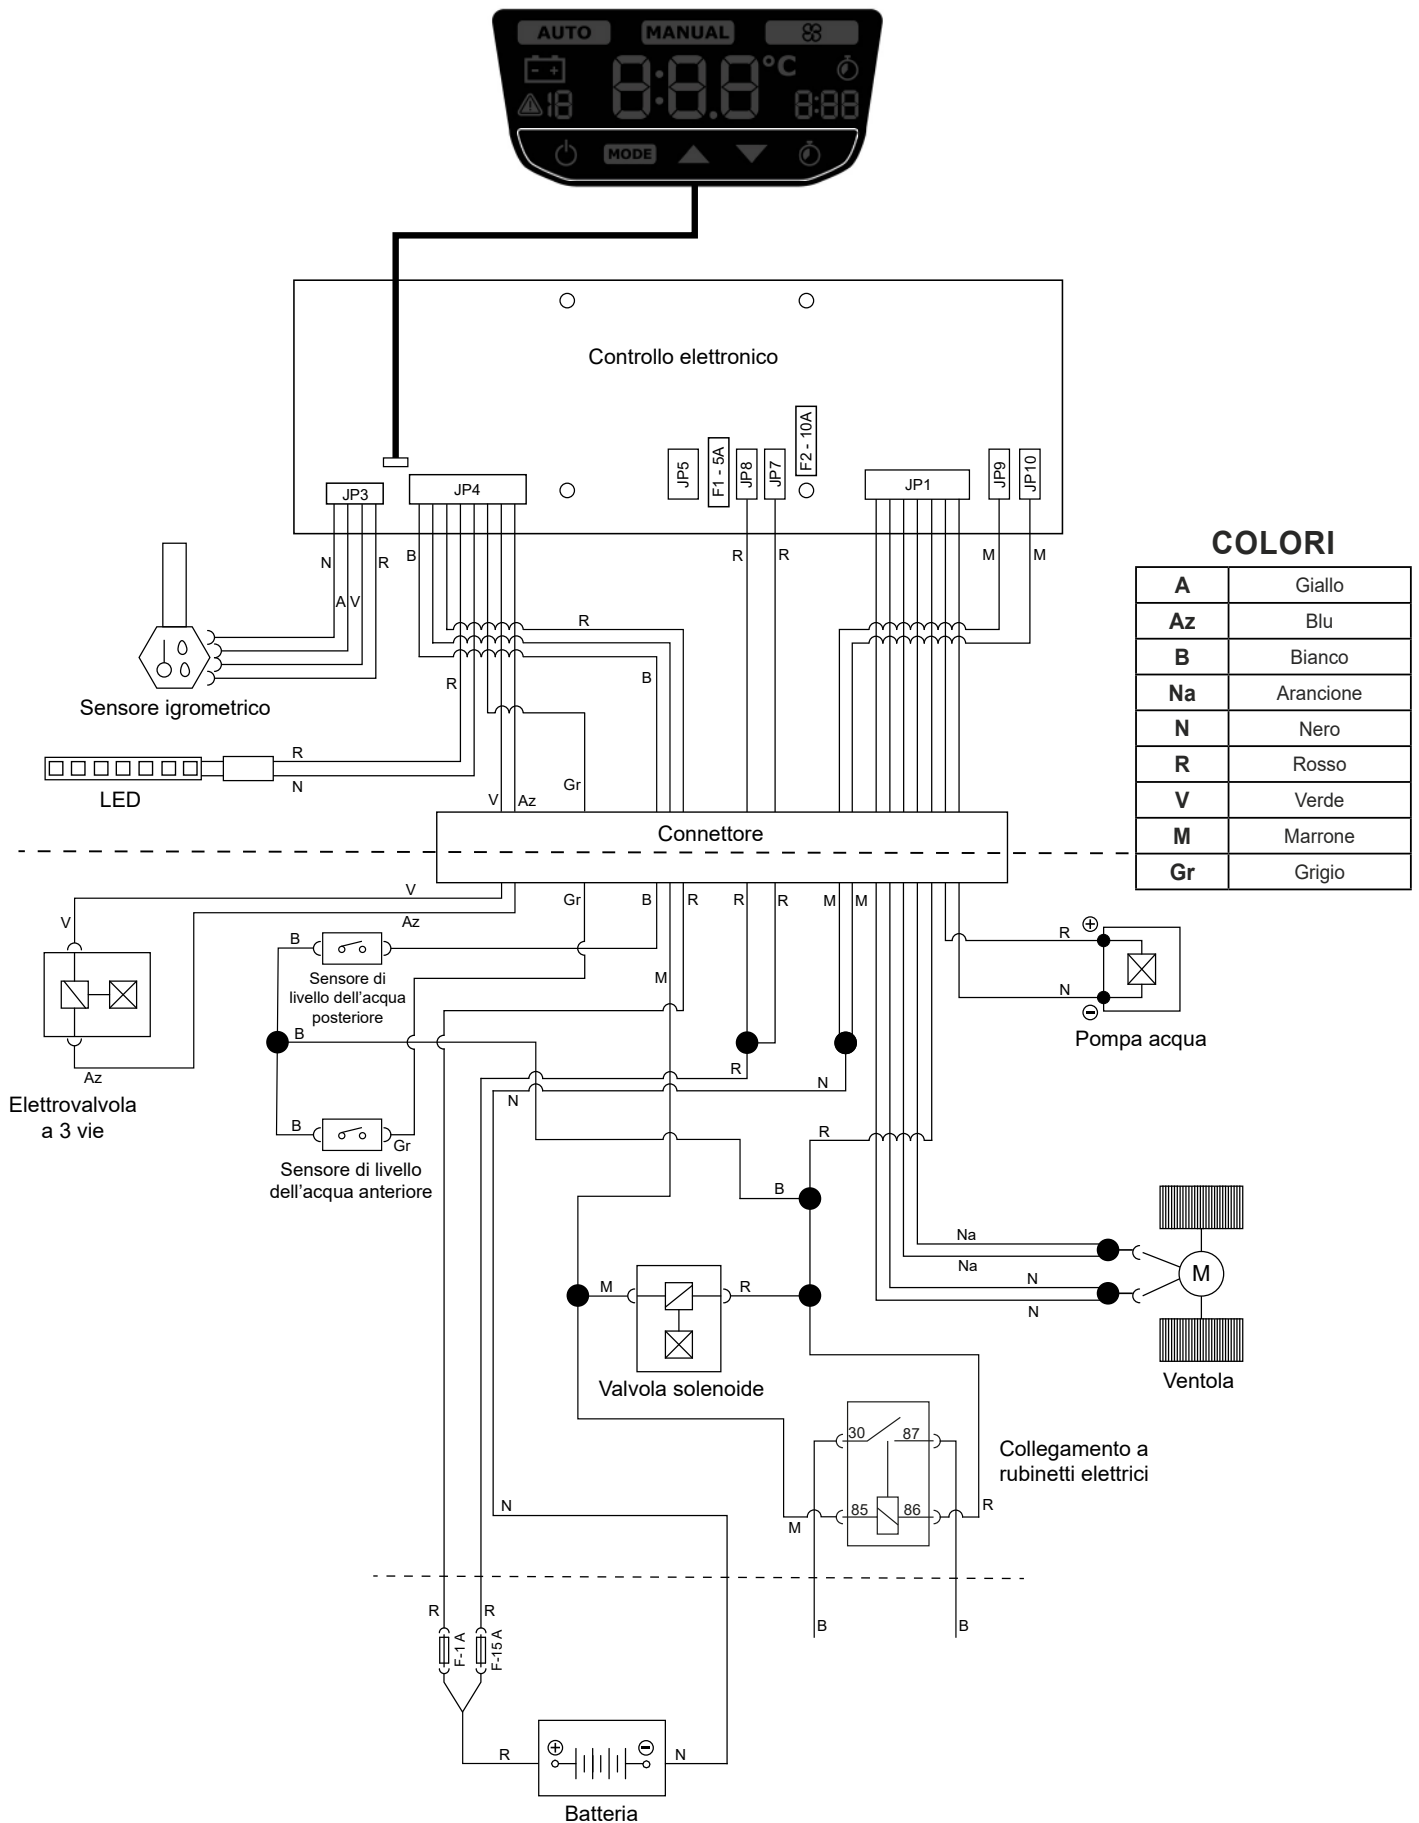 AUTO MANUAL
8:8.8 °C
18 8:88
MODE
Controllo elettronico
JP3 JP4 JP5 F1 - 5A JP8 JP7 F2 - 10A JP1 JP9 JP10
N R B R R M M
A V
R
R B
Sensore igrometrico
R
N
LED
Gr
V Az
Connettore
COLORI
A Giallo
Az Blu
B Bianco
Na Arancione
N Nero
R Rosso
V Verde
M Marrone
Gr Grigio
V Gr B R R R M M
V Az
B R
Sensore di
livello dell'acqua
posteriore
M
N
Pompa acqua
B
R N
N
Az
Elettrovalvola
a 3 vie
B Gr
Sensore di livello
dell'acqua anteriore
R
B
Na
Na
N
N
M
Ventola
M R
Valvola solenoide
30 87
85 86
M R
Collegamento a
rubinetti elettrici
N
R R B B
F-1 A F-15 A
R + - N
Batteria